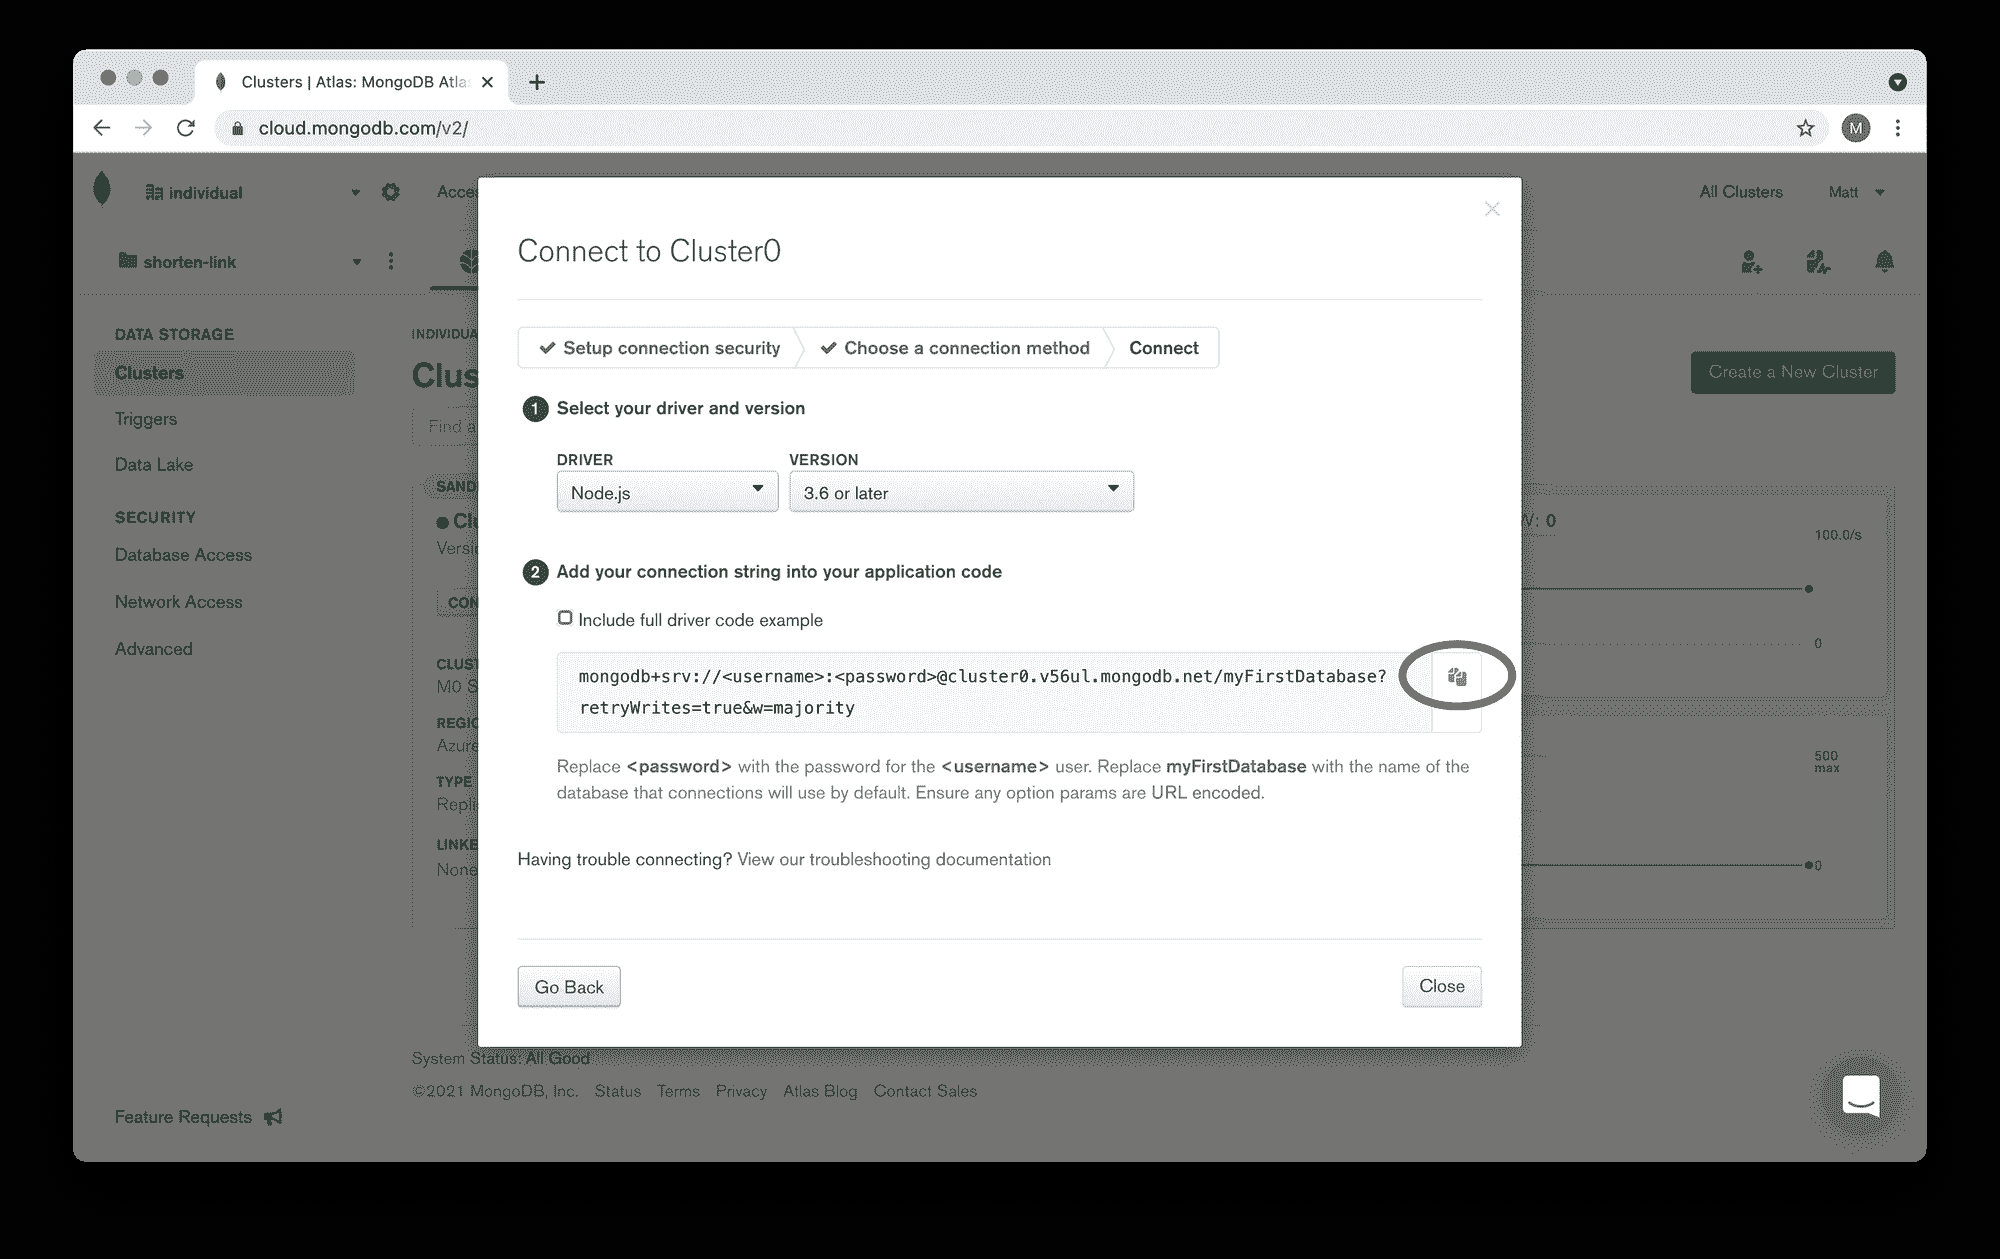 Clusters | Atlas: MongoDB Atla
cloud.mongodb.com/v2/
M
individual
Acces
All Clusters
Matt
shorten-link
DATA STORAGE
Clusters
Triggers
Data Lake
SECURITY
Database Access
Network Access
Advanced
Feature Requests
INDIVIDUA
Clus
Find a
Create a New Cluster
SAND
Clu
Versi
CON
CLUST
M0 S
REGIO
Azure
TYPE
Repli
LINKE
None
W: 0
100.0/s
0
500
max
0
Connect to Cluster0
Setup connection security
Choose a connection method
Connect
1 Select your driver and version
DRIVER
VERSION
Node.js
3.6 or later
2 Add your connection string into your application code
Include full driver code example
mongodb+srv://<username>:<password>@cluster0.v56ul.mongodb.net/myFirstDatabase?
retryWrites=true&w=majority
Replace <password> with the password for the <username> user. Replace myFirstDatabase with the name of the
database that connections will use by default. Ensure any option params are URL encoded.
Having trouble connecting? View our troubleshooting documentation
Go Back
Close
System Status: All Good
©2021 MongoDB, Inc. Status Terms Privacy Atlas Blog Contact Sales